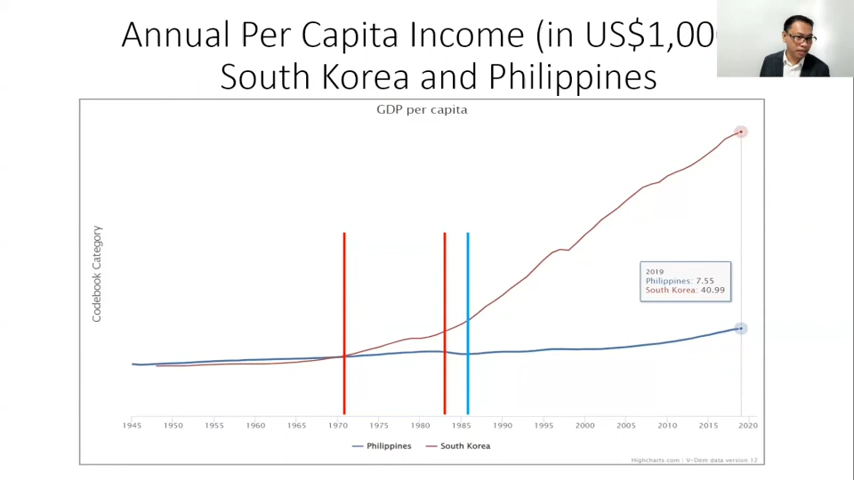 Annual Per Capita Income (in US$1,00
South Korea and Philippines
GDP per capita
Codebook Category
2019
Philippines: 7.55
South Korea: 40.99
1945 1950 1955 1960 1965 1970 1975 1980 1985 1990 1995 2000 2005 2010 2015 2020
Philippines South Korea
Highcharts.com | V-Dem data version 12